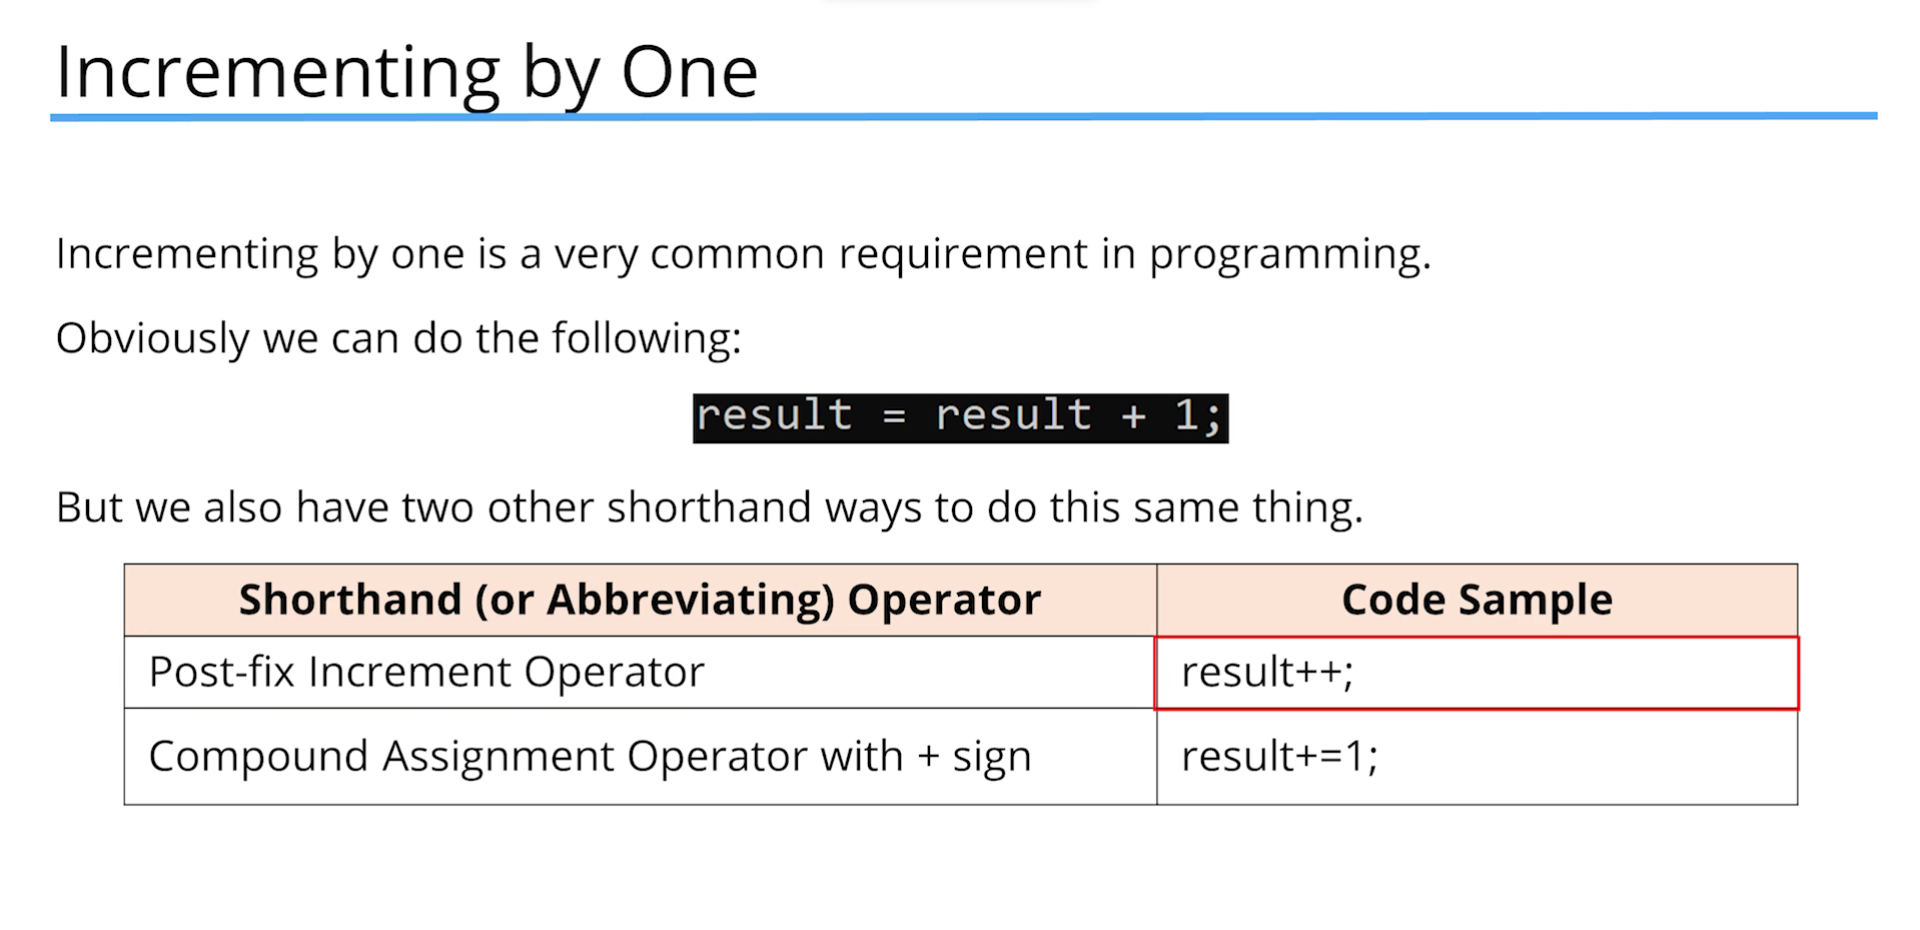 Incrementing by One
Incrementing by one is a very common requirement in programming.
Obviously we can do the following:
result = result + 1;
But we also have two other shorthand ways to do this same thing.
Shorthand (or Abbreviating) Operator
Code Sample
Post-fix Increment Operator
result++;
Compound Assignment Operator with + sign
result+=1;